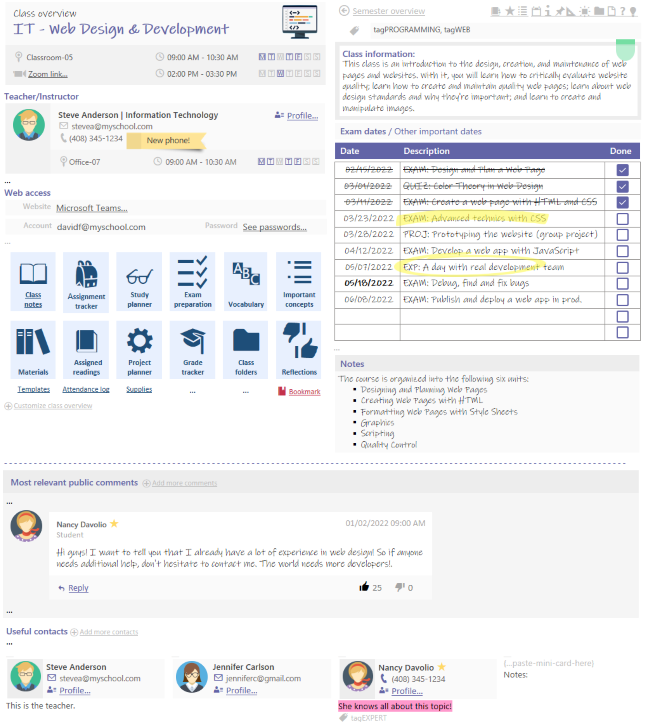 Class overview
IT - Web Design & Development
Classroom-05 09:00 AM - 10:30 AM M T W T F S S
Zoom link... 02:00 PM - 03:30 PM M T W T F S S
Teacher/Instructor
Steve Anderson | Information Technology Profile...
stevea@myschool.com
(408) 345-1234 New phone!
Office-07 09:00 AM - 10:30 AM M T W T F S S
...
Web access
Website Microsoft Teams...
Account davidf@myschool.com Password See passwords...
...
Class notes
Assignment tracker
Study planner
Exam preparation
ABC
Vocabulary
Important concepts
Materials
Assigned readings
Project planner
Grade tracker
Class folders
Reflections
Templates Attendance log Supplies ... ... Bookmark
Customize class overview
Semester overview
tagPROGRAMMING, tagWEB
Class information:
This class is an introduction to the design, creation, and maintenance of web
pages and websites. With it, you will learn how to critically evaluate website
quality; learn how to create and maintain quality web pages; learn about web
design standards and why they're important; and learn to create and
manipulate images.
Exam dates / Other important dates
Date Description Done
02/15/2022 EXAM: Design and Plan a Web Page
03/01/2022 QUIZ: Color Theory in Web Design
03/11/2022 EXAM: Create a web page with HTML and CSS
03/23/2022 EXAM: Advanced technics with CSS
03/28/2022 PROJ: Prototyping the website (group project)
04/12/2022 EXAM: Develop a web app with JavaScript
05/07/2022 EXP: A day with real development team
05/18/2022 EXAM: Debug, find and fix bugs
06/08/2022 EXAM: Publish and deploy a web app in prod.
...
Notes
The course is organized into the following six units:
Designing and Planning Web Pages
Creating Web Pages with HTML
Formatting Web Pages with Style Sheets
Graphics
Scripting
Quality Control
Most relevant public comments Add more comments
...
Nancy Davolio 01/02/2022 09:00 AM
Student
Hi guys! I want to tell you that I already have a lot of experience in web design! So if anyone
needs additional help, don't hesitate to contact me. The world needs more developers!.
Reply 25 0
...
Useful contacts Add more contacts
...
Steve Anderson
stevea@myschool.com
Profile...
This is the teacher.
Jennifer Carlson
jenniferc@gmail.com
Profile...
Nancy Davolio
(408) 345-1234
Profile...
She knows all about this topic!
tagEXPERT
(...paste-mini-card-here)
Notes: